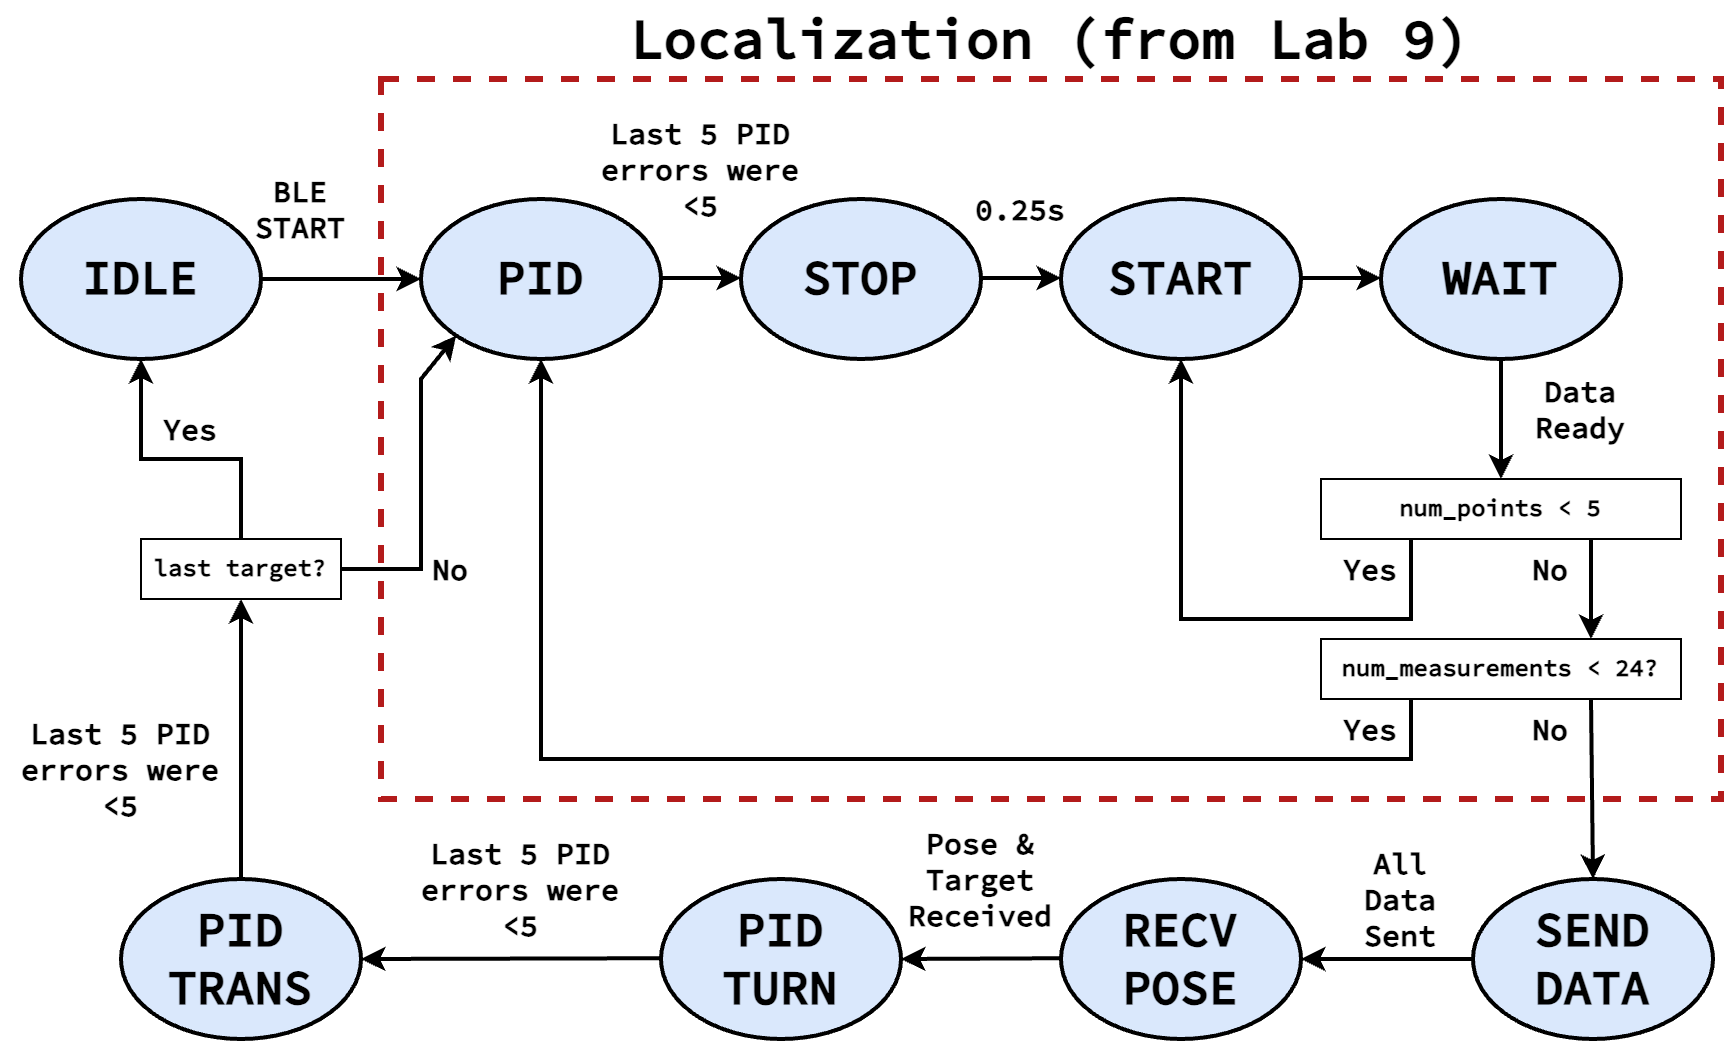 Localization (from Lab 9)
Last 5 PID
errors were
<5
BLE
START
0.25s
IDLE
PID
STOP
START
WAIT
Data
Ready
Yes
num_points < 5
last target?
No
Yes
No
num_measurements < 24?
Yes
No
Last 5 PID
errors were
<5
Last 5 PID
errors were
<5
Pose &
Target
Received
All
Data
Sent
PID
TRANS
PID
TURN
RECV
POSE
SEND
DATA